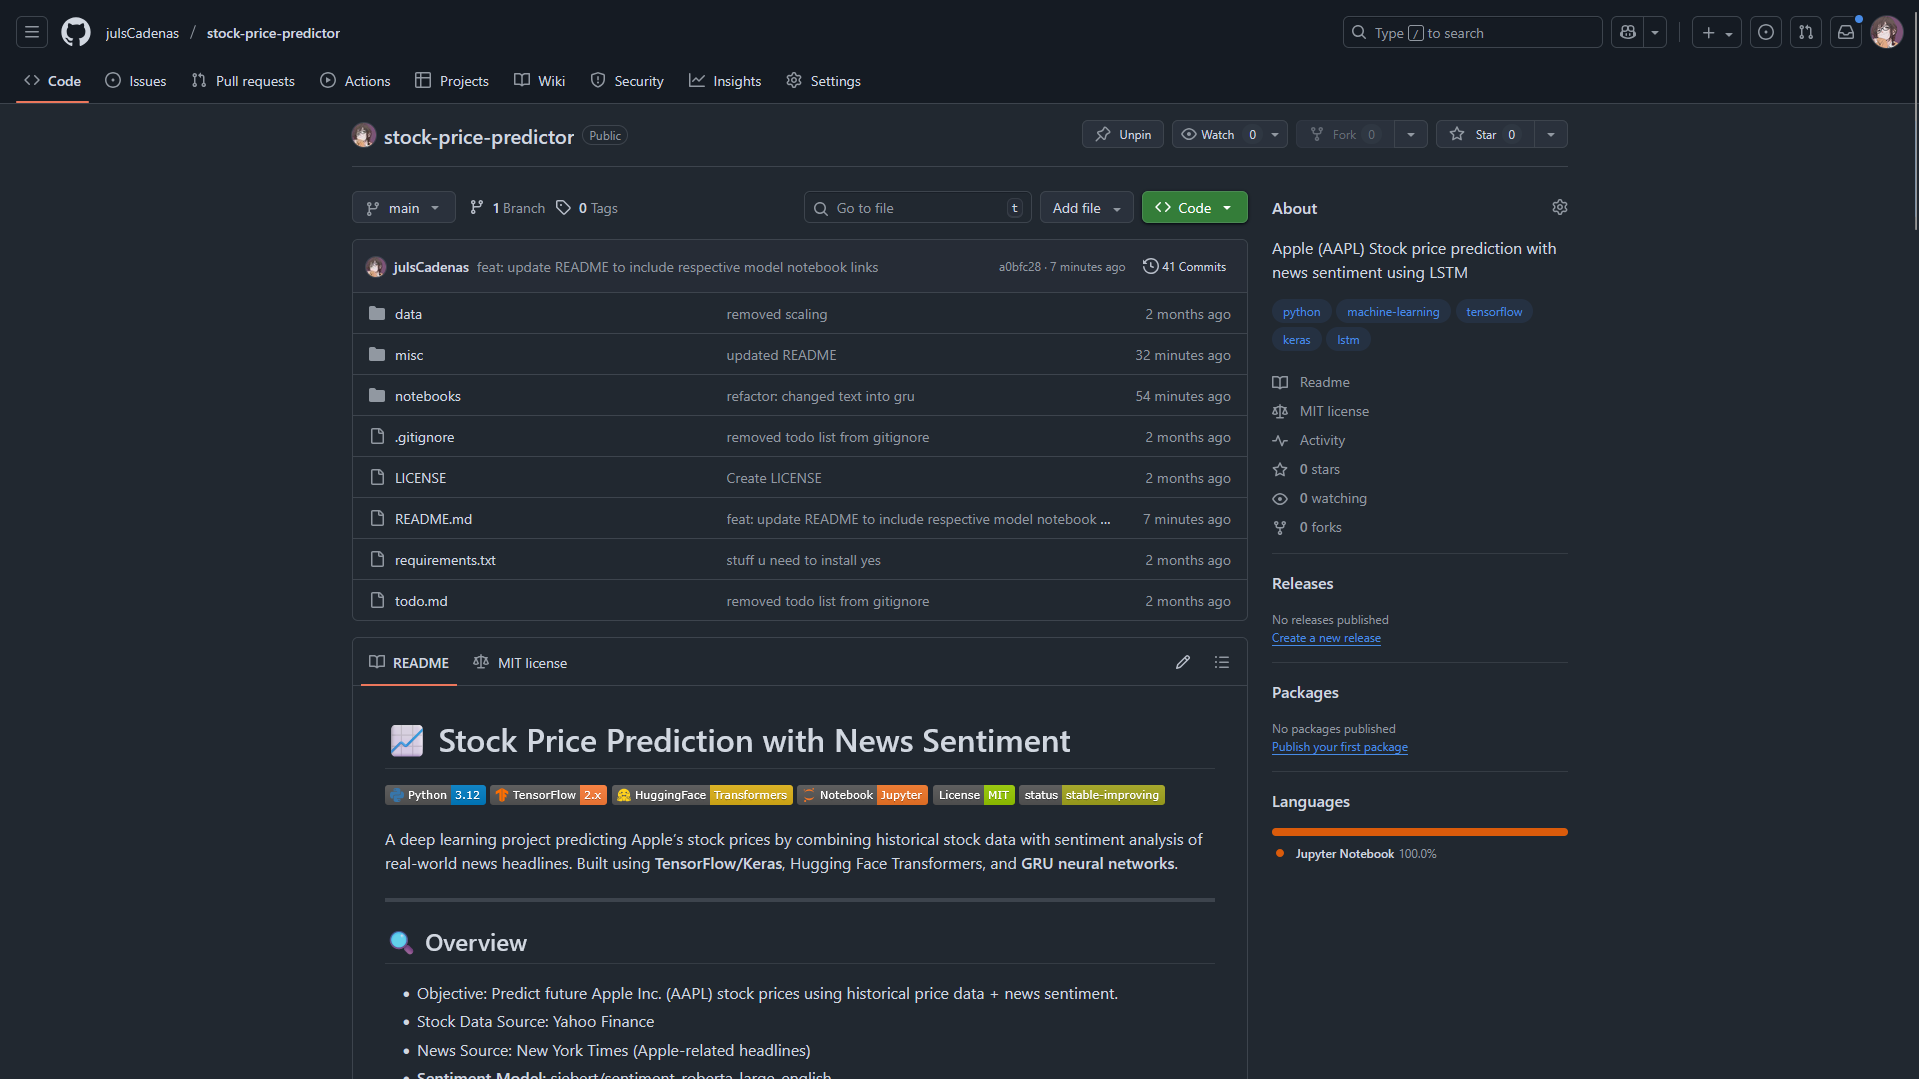 julsCadenas / stock-price-predictor
Type / to search
Code Issues Pull requests Actions Projects Wiki Security Insights Settings
stock-price-predictor Public
Unpin Watch 0 Fork 0 Star 0
main 1 Branch 0 Tags Go to file t Add file Code
julsCadenas feat: update README to include respective model notebook links a0bfc28 · 7 minutes ago 41 Commits
data removed scaling 2 months ago
misc updated README 32 minutes ago
notebooks refactor: changed text into gru 54 minutes ago
.gitignore removed todo list from gitignore 2 months ago
LICENSE Create LICENSE 2 months ago
README.md feat: update README to include respective model notebook ... 7 minutes ago
requirements.txt stuff u need to install yes 2 months ago
todo.md removed todo list from gitignore 2 months ago
README MIT license
Stock Price Prediction with News Sentiment
Python 3.12 TensorFlow 2.x HuggingFace Transformers Notebook Jupyter License MIT status stable-improving
A deep learning project predicting Apple's stock prices by combining historical stock data with sentiment analysis of
real-world news headlines. Built using TensorFlow/Keras, Hugging Face Transformers, and GRU neural networks.
Overview
Objective: Predict future Apple Inc. (AAPL) stock prices using historical price data + news sentiment.
Stock Data Source: Yahoo Finance
News Source: New York Times (Apple-related headlines)
Sentiment Model: siebert/sentiment-roberta-large-english
About
Apple (AAPL) Stock price prediction with
news sentiment using LSTM
python machine-learning tensorflow
keras lstm
Readme
MIT license
Activity
0 stars
0 watching
0 forks
Releases
No releases published
Create a new release
Packages
No packages published
Publish your first package
Languages
Jupyter Notebook 100.0%